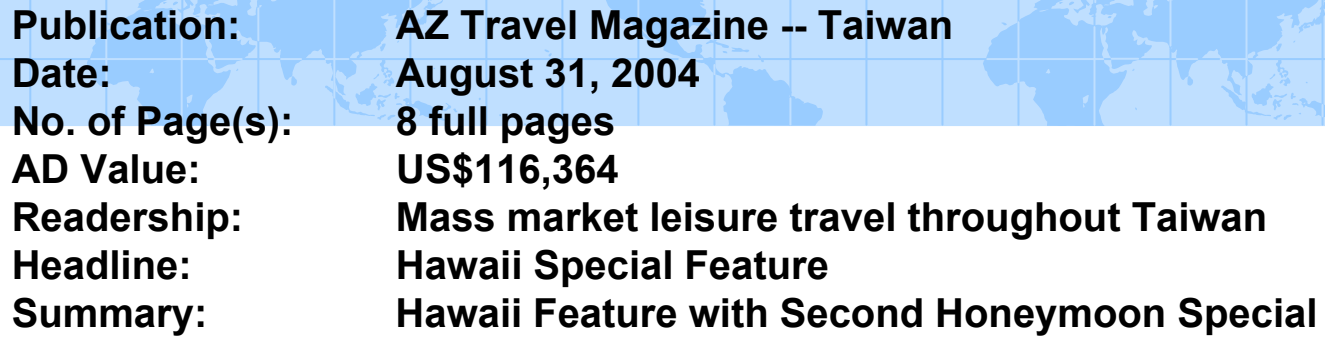 Publication: AZ Travel Magazine -- Taiwan
Date: August 31, 2004
No. of Page(s): 8 full pages
AD Value: US$116,364
Readership: Mass market leisure travel throughout Taiwan
Headline: Hawaii Special Feature
Summary: Hawaii Feature with Second Honeymoon Special